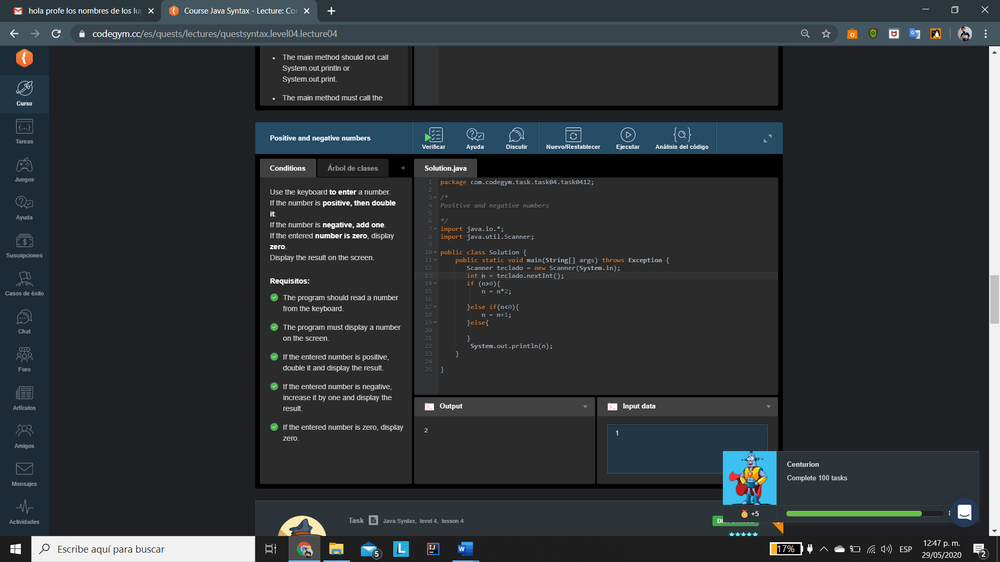 hola profe los nombres de los lu
Course Java Syntax - Lecture: Co
codegym.cc/es/quests/lectures/questsyntax.level04.lecture04
Curso
Tareas
Juegos
Ayuda
Suscripciones
Casos de éxito
Chat
Foro
Artículos
Amigos
Mensajes
Actividades
• The main method should not call
System.out.println or
System.out.print.
• The main method must call the
Positive and negative numbers
Verificar
Ayuda
Discutir
Nuevo/Restablecer
Ejecutar
Análisis del código
Conditions
Árbol de clases
Use the keyboard to enter a number.
If the number is positive, then double
it.
If the number is negative, add one.
If the entered number is zero, display
zero.
Display the result on the screen.
Requisitos:
The program should read a number
from the keyboard.
The program must display a number
on the screen.
If the entered number is positive,
double it and display the result.
If the entered number is negative,
increase it by one and display the
result.
If the entered number is zero, display
zero.
Solution.java
1 package com.codegym.task.task04.task0412;
2
3 /*
4 Positive and negative numbers
5
6 */
7 import java.io.*;
8 import java.util.Scanner;
9
10 public class Solution {
11 public static void main(String[] args) throws Exception {
12 Scanner teclado = new Scanner(System.in);
13 int n = teclado.nextInt();
14 if (n>0){
15 n = n*2;
16
17 }else if(n<0){
18 n = n+1;
19 }else{
20
21 }
22 System.out.println(n);
23 }
24
25 }
Output
2
Input data
1
Centurion
Complete 100 tasks
+5
Task Java Syntax, level 4, lesson 4
Escribe aquí para buscar
5
17%
ESP
12:47 p. m.
29/05/2020
2